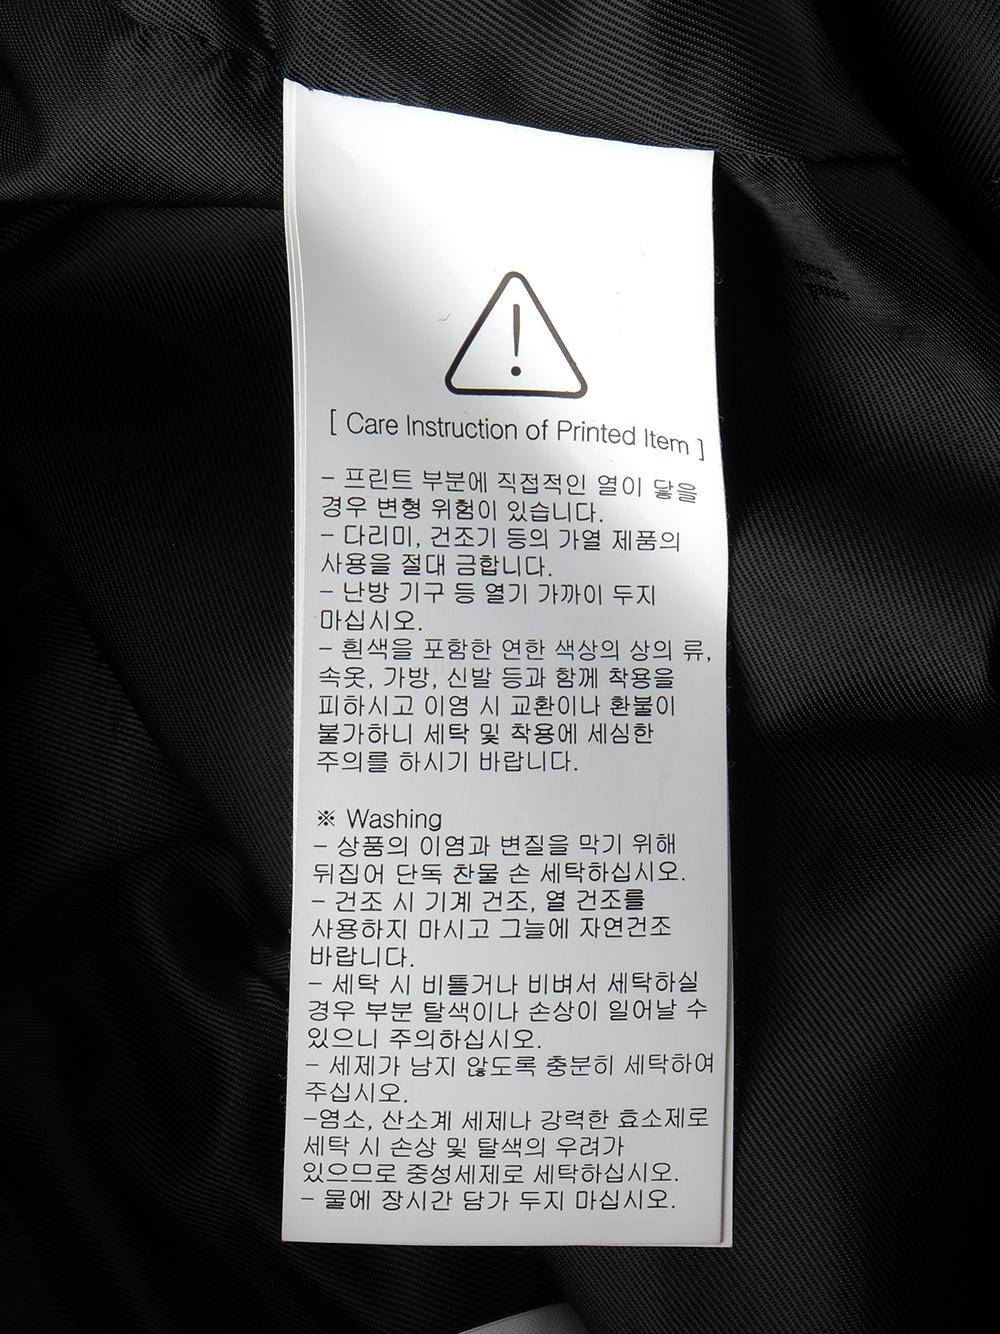 [ Care Instruction of Printed Item ]
- 프린트 부분에 직접적인 열이 닿을
경우 변형 위험이 있습니다.
- 다리미, 건조기 등의 가열 제품의
사용을 절대 금합니다.
- 난방 기구 등 열기 가까이 두지
마십시오.
- 흰색을 포함한 연한 색상의 상의 류,
속옷, 가방, 신발 등과 함께 착용을
피하시고 이염 시 교환이나 환불이
불가하니 세탁 및 착용에 세심한
주의를 하시기 바랍니다.
※ Washing
- 상품의 이염과 변질을 막기 위해
뒤집어 단독 찬물 손 세탁하십시오.
- 건조 시 기계 건조, 열 건조를
사용하지 마시고 그늘에 자연건조
바랍니다.
- 세탁 시 비틀거나 비벼서 세탁하실
경우 부분 탈색이나 손상이 일어날 수
있으니 주의하십시오.
- 세제가 남지 않도록 충분히 세탁하여
주십시오.
-염소, 산소계 세제나 강력한 효소제로
세탁 시 손상 및 탈색의 우려가
있으므로 중성세제로 세탁하십시오.
- 물에 장시간 담가 두지 마십시오.